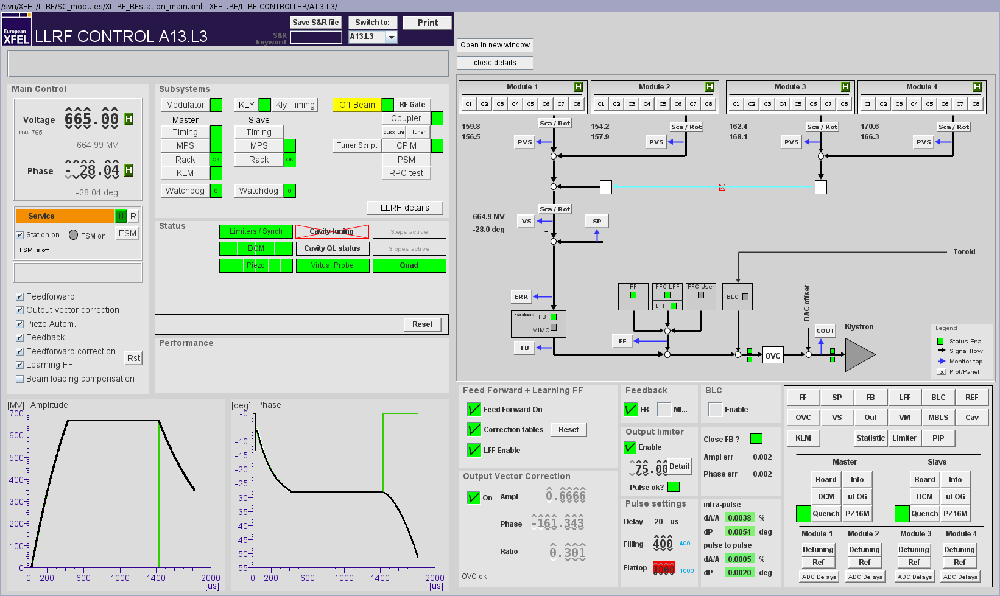 /svn/XFEL/LLRF/SC_modules/XLLRF_RFstation_main.xml XFEL.RF/LLRF.CONTROLLER/A13.L3/
European
XFEL
LLRF CONTROL A13.L3
Save S&R file
Switch to:
Print
S&R
keyword
A13.L3
Open in new window
close details
Main Control
Voltage 665.00 H
max 765
664.99 MV
Phase - 28.04 H
-28.04 deg
Service H R
Station on FSM on FSM
FSM is off
Feedforward
Output vector correction
Piezo Autom.
Feedback
Feedforward correction
Rst
Learning FF
Beam loading compensation
Subsystems
Modulator KLY Kly Timing Off Beam RF Gate
Master Slave Coupler
Timing Timing QuickTune Tuner
MPS MPS Tuner Script CPIM
Rack OK Rack OK PSM
KLM RPC test
Watchdog 0 Watchdog 0
LLRF details
Status
Limiters / Synch Cavity tuning Steps active
DCM Cavity QL status Slopes active
Piezo Virtual Probe Quad
Reset
Performance
[MV] Amplitude
700
600
500
400
300
200
100
0
0 200 600 1000 1400 2000
[us]
[deg] Phase
-0
-10
-15
-20
-25
-30
-35
-40
-45
-50
-55
0 200 600 1000 1400 2000
[us]
Module 1 H
C1 C2 C3 C4 C5 C6 C7 C8
Module 2 H
C1 C2 C3 C4 C5 C6 C7 C8
Module 3 H
C1 C2 C3 C4 C5 C6 C7 C8
Module 4 H
C1 C2 C3 C4 C5 C6 C7 C8
159.8 Sca / Rot 154.2 Sca / Rot 162.4 Sca / Rot 170.6 Sca / Rot
156.5 157.9 168.1 166.3
PVS PVS PVS PVS
Sca / Rot
664.9 MV VS SP
-28.0 deg
-
Toroid
ERR
FF FFC LFF FFC User
LFF
BLC
DAC offset
Feedback FB
MIMO
FB
FF
OVC
COUT
Klystron
Legend
Status Ena
Signal flow
Monitor tap
x Plot/Panel
Feed Forward + Learning FF
Feed Forward On
Correction tables Reset
LFF Enable
Output Vector Correction
On Ampl 0.6666
Phase -161.343
Ratio 0.301
OVC ok
Feedback
FB MI...
Output limiter
Enable
75.00 Detail
Pulse ok?
Pulse settings
Delay 20 us
Filling 400 400
Flattop 1000 1000
BLC
Enable
Close FB ?
Ampl err 0.002
Phase err 0.002
intra-pulse
dA/A 0.0038 %
dP 0.0054 deg
pulse to pulse
dA/A 0.0005 %
dP 0.0020 deg
FF SP FB LFF BLC REF
OVC VS Out VM MBLS Cav
KLM Statistic Limiter PiP
Master Slave
Board Info Board Info
DCM uLOG DCM uLOG
Quench PZ16M Quench PZ16M
Module 1 Module 2 Module 3 Module 4
Detuning Detuning Detuning Detuning
Ref Ref Ref Ref
ADC Delays ADC Delays ADC Delays ADC Delays